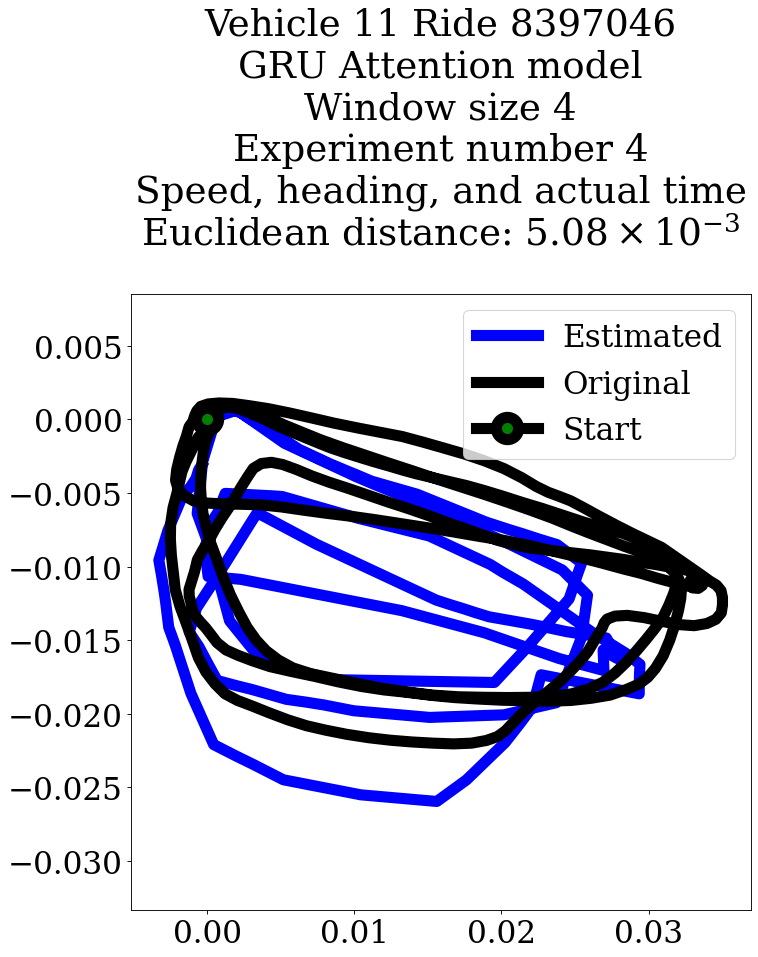 Vehicle 11 Ride 8397046
GRU Attention model
Window size 4
Experiment number 4
Speed, heading, and actual time
Euclidean distance: 5.08 × 10⁻³
Estimated
Original
Start
0.005
0.000
−0.005
−0.010
−0.015
−0.020
−0.025
−0.030
0.00 0.01 0.02 0.03